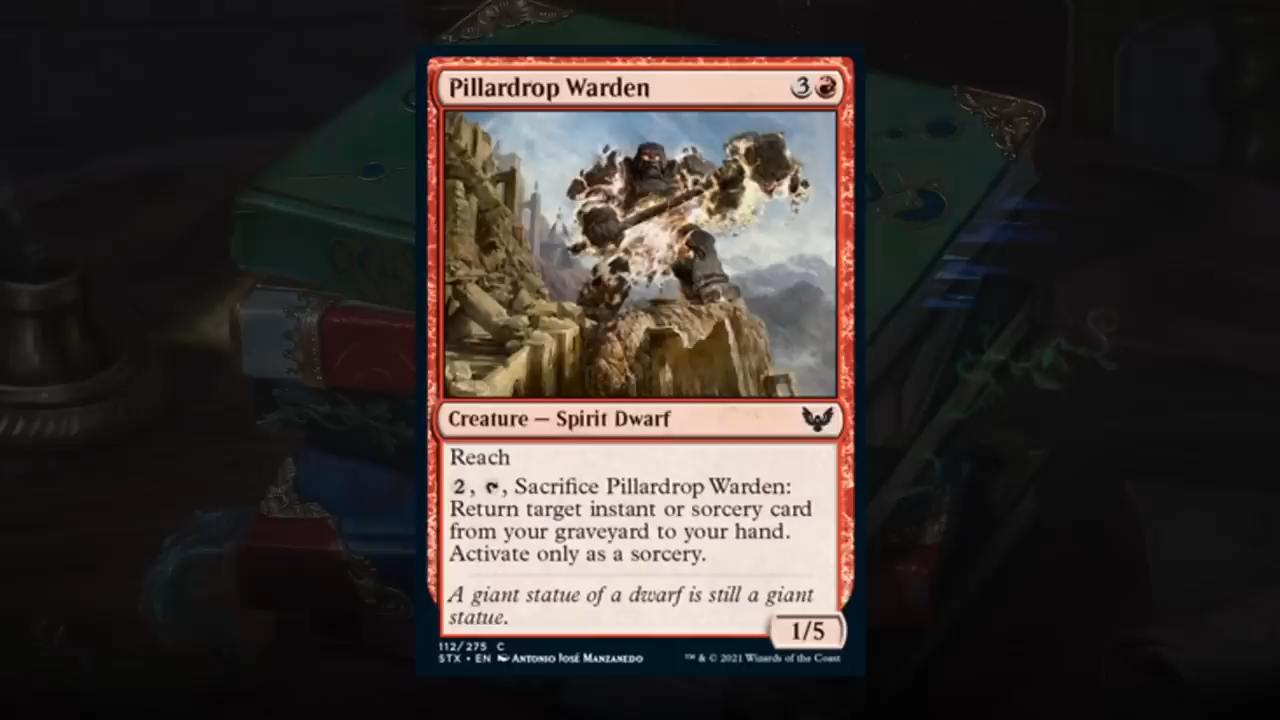 Pillardrop Warden 3
Creature — Spirit Dwarf
Reach
2, , Sacrifice Pillardrop Warden:
Return target instant or sorcery card
from your graveyard to your hand.
Activate only as a sorcery.
A giant statue of a dwarf is still a giant
statue.
1/5
112/275 C
STX • EN Antonio José Manzanedo ™ & © 2021 Wizards of the Coast